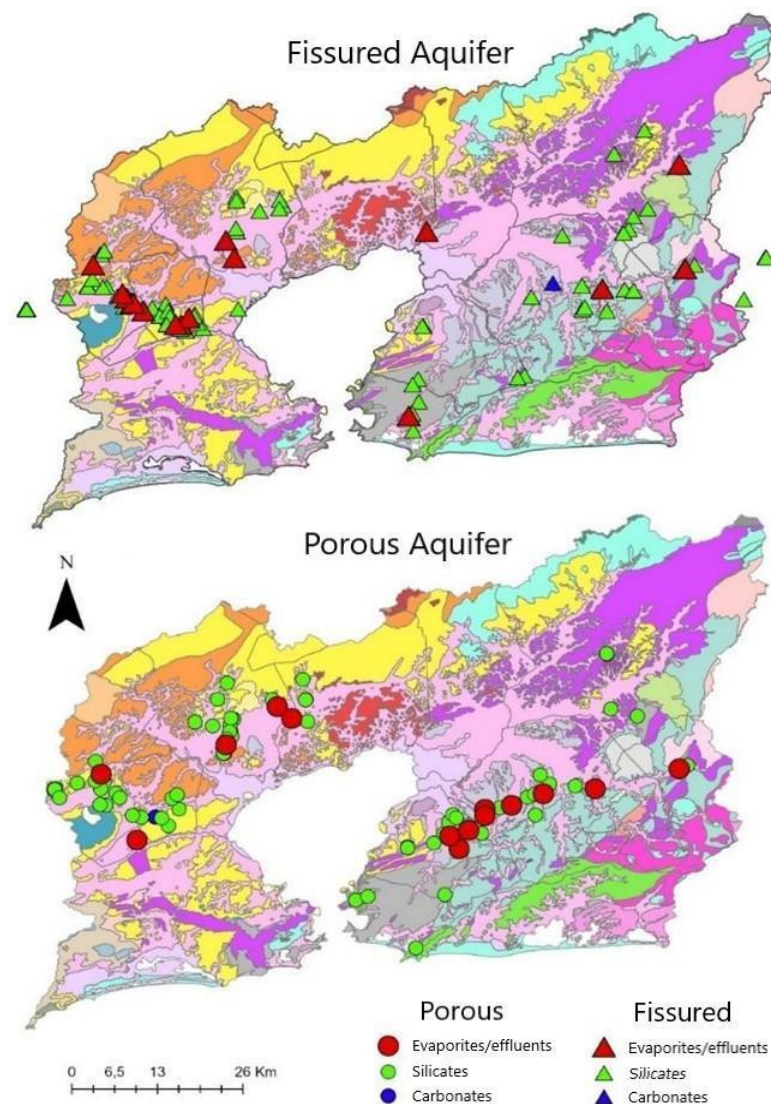 Fissured Aquifer
Porous Aquifer
N
Porous
Fissured
Evaporites/effluents
Evaporites/effluents
Silicates
Silicates
Carbonates
Carbonates
0 6,5 13 26 Km